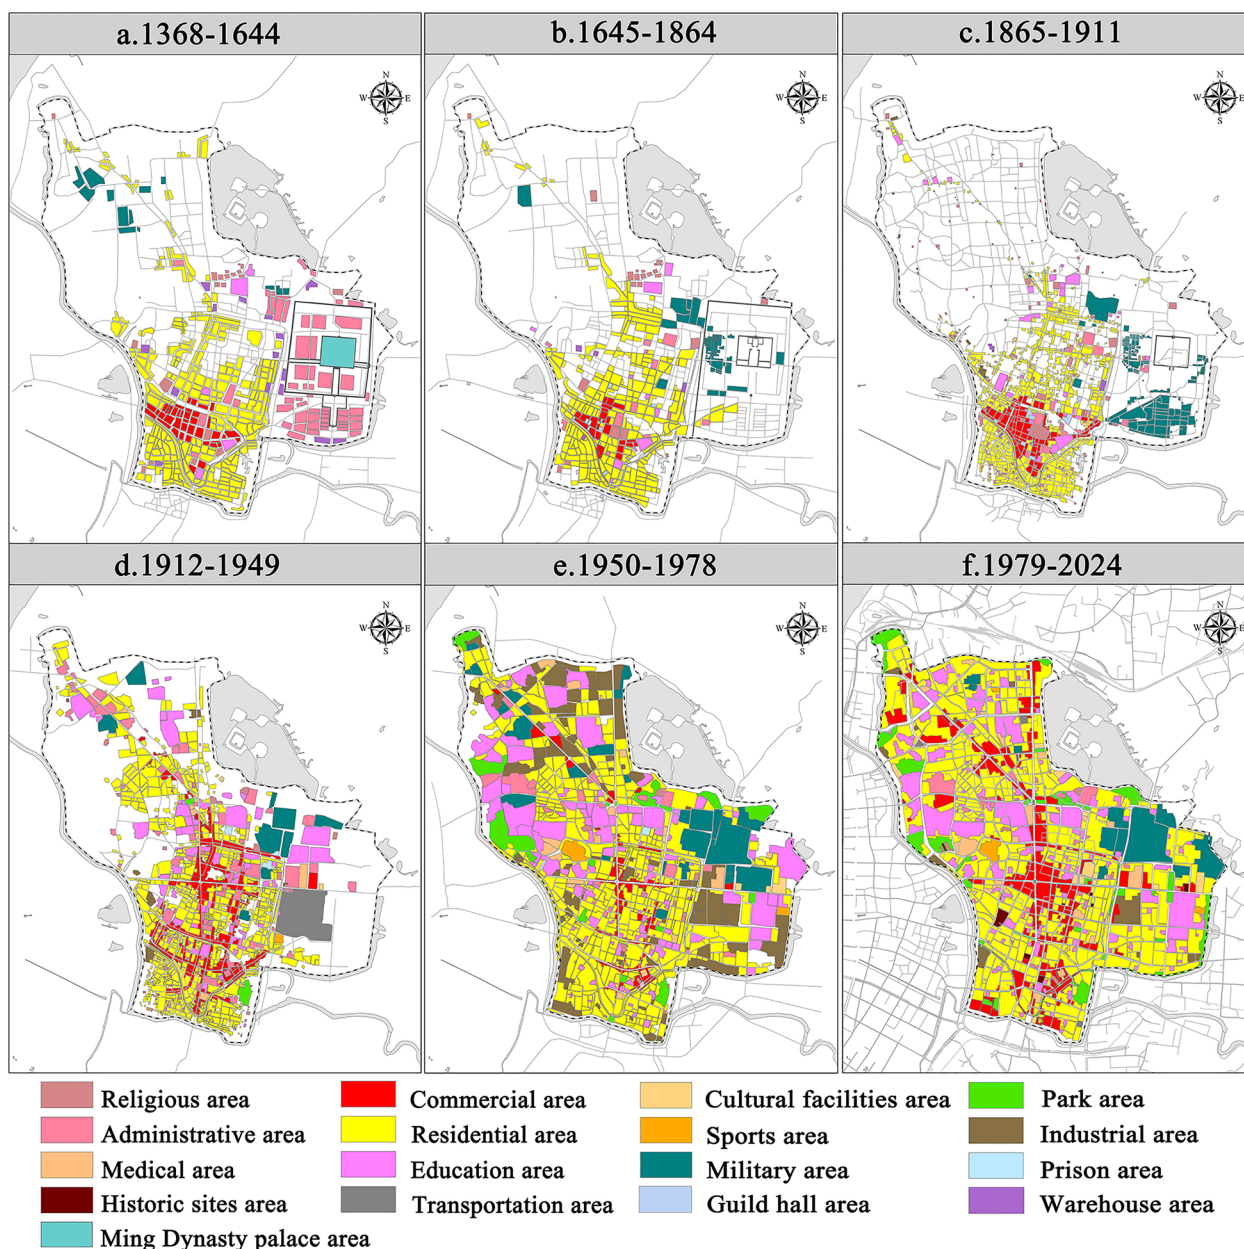 a.1368-1644
b.1645-1864
c.1865-1911
N
W E
S
N
W E
S
N
W E
S
d.1912-1949
e.1950-1978
f.1979-2024
N
W E
S
N
W E
S
N
W E
S
Religious area
Commercial area
Cultural facilities area
Park area
Administrative area
Residential area
Sports area
Industrial area
Medical area
Education area
Military area
Prison area
Historic sites area
Transportation area
Guild hall area
Warehouse area
Ming Dynasty palace area